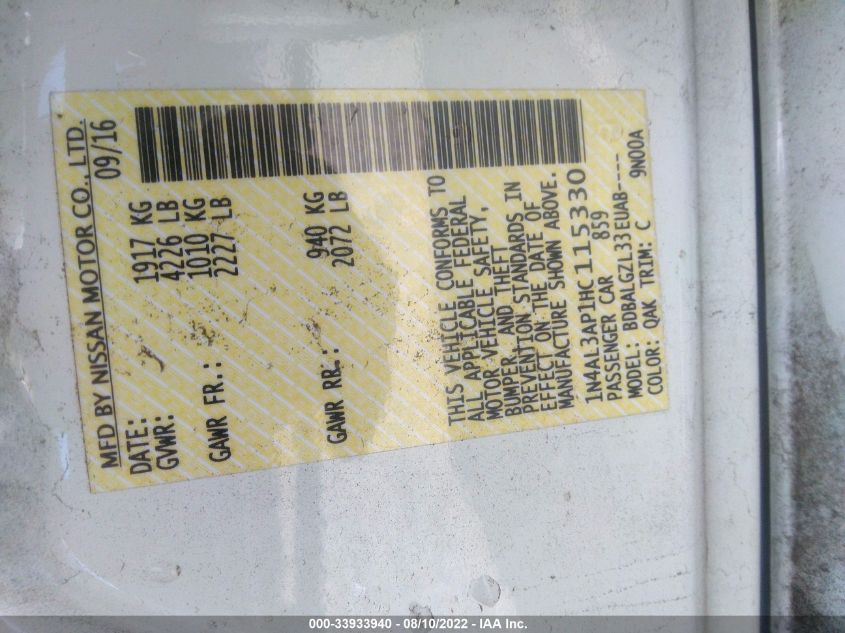 MFD BY NISSAN MOTOR CO., LTD.
DATE: 09/16
GVWR: 1917 KG
4226 LB
GAWR FR.: 1010 KG
2227 LB
GAWR RR.: 940 KG
2072 LB
THIS VEHICLE CONFORMS TO
ALL APPLICABLE FEDERAL
MOTOR VEHICLE SAFETY,
BUMPER, AND THEFT
PREVENTION STANDARDS IN
EFFECT ON THE DATE OF
MANUFACTURE SHOWN ABOVE.
1N4AL3AP1HC115330
PASSENGER CAR 859
MODEL: BDBALGZL33EUAB----
COLOR: QAK TRIM: C 9N00A
000-33933940 - 08/10/2022 - IAA Inc.